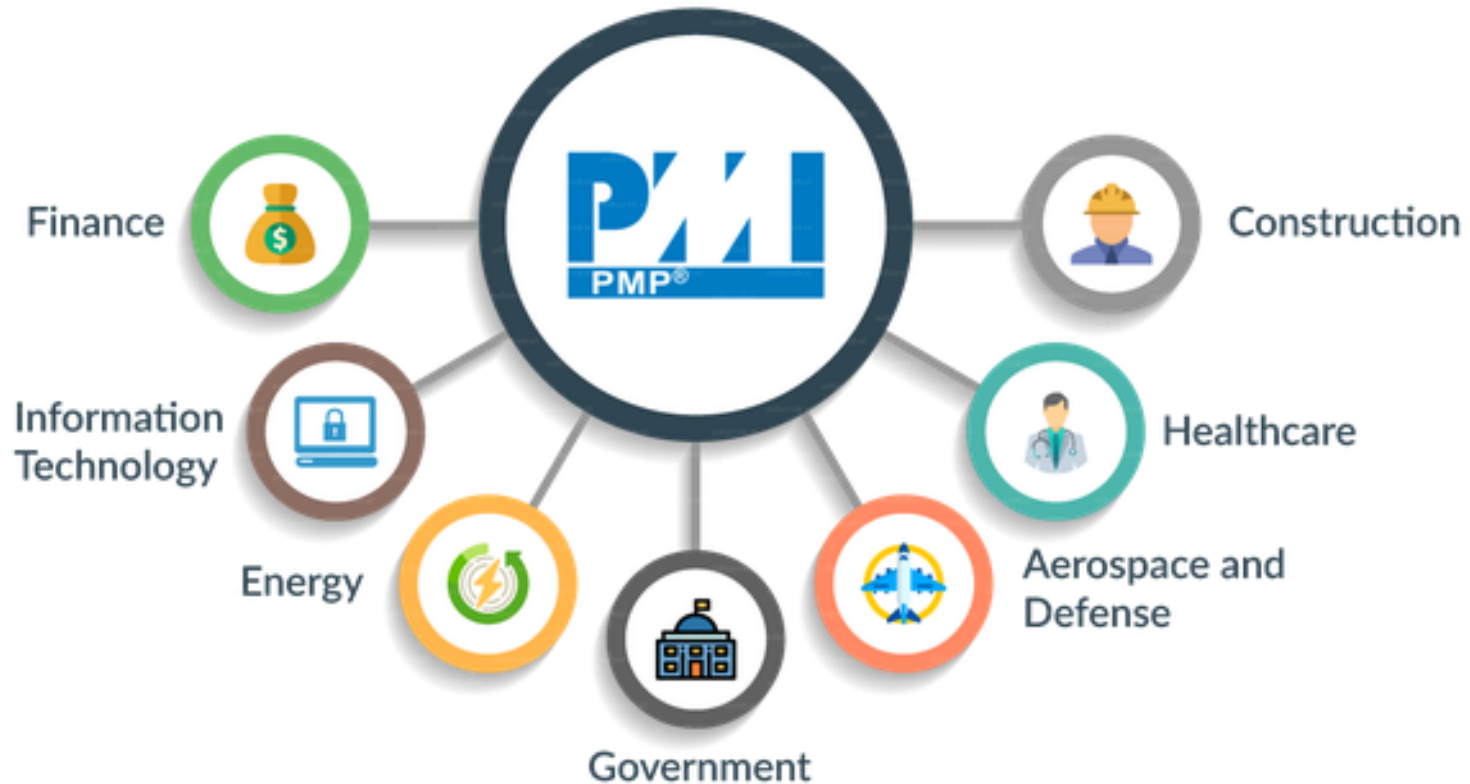 PMI
PMP®
Finance
Construction
Information
Technology
Healthcare
Energy
Aerospace and
Defense
Government
$